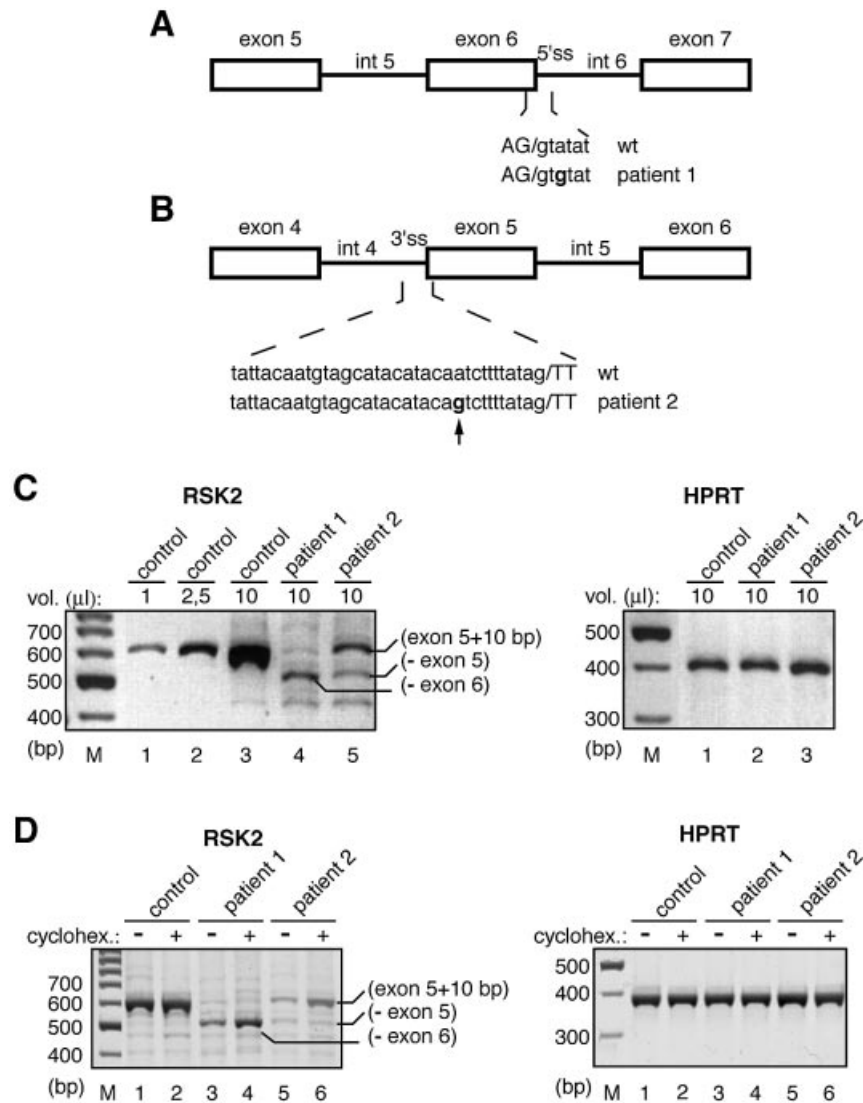 A
exon 5 exon 6 exon 7
int 5 5'ss int 6
AG/gtatat wt
AG/gtgtat patient 1
B
exon 4 3'ss exon 5 exon 6
int 4 int 5
tattacaatgtagcatacatacaatcttttatag/TT wt
tattacaatgtagcatacatacagtcttttatag/TT patient 2
C
RSK2
control control control patient 1 patient 2
vol. (µl): 1 2,5 10 10 10
700
600
500
400
(bp) M 1 2 3 4 5
(exon 5+10 bp)
(- exon 5)
(- exon 6)
HPRT
control patient 1 patient 2
vol. (µl): 10 10 10
500
400
300
(bp) M 1 2 3
D
RSK2
control patient 1 patient 2
cyclohex.: - + - + - +
700
600
500
400
(bp) M 1 2 3 4 5 6
(exon 5+10 bp)
(- exon 5)
(- exon 6)
HPRT
control patient 1 patient 2
cyclohex.: - + - + - +
500
400
300
(bp) M 1 2 3 4 5 6